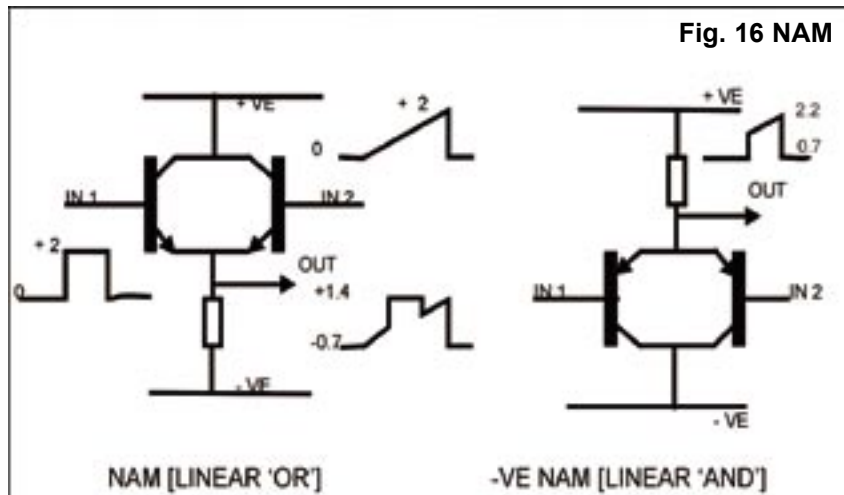 Fig. 16 NAM
+ VE
+ 2
0
+ VE
2.2
0.7
IN 1
IN 2
OUT
+ 2
0
OUT
+1.4
-0.7
IN 1
IN 2
- VE
- VE
NAM [LINEAR 'OR']
-VE NAM [LINEAR 'AND']